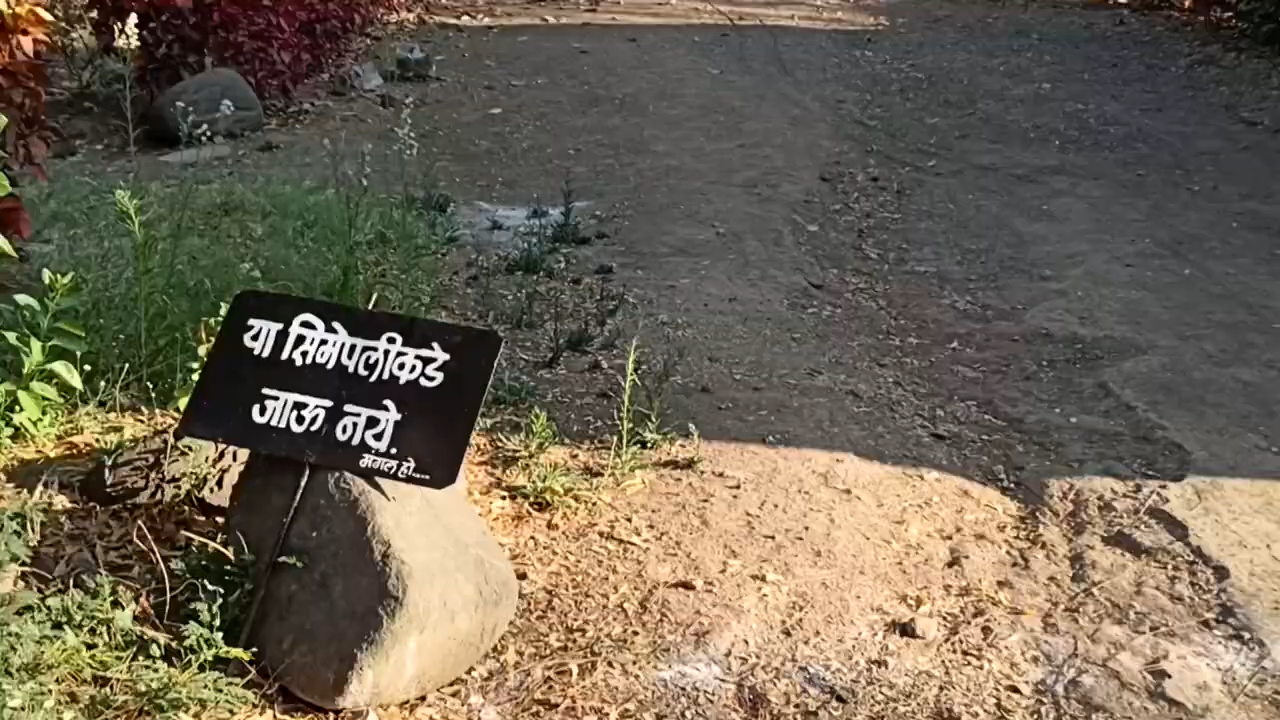 या सिमेपलीकडे
जाऊ नये.
मंगल हो....